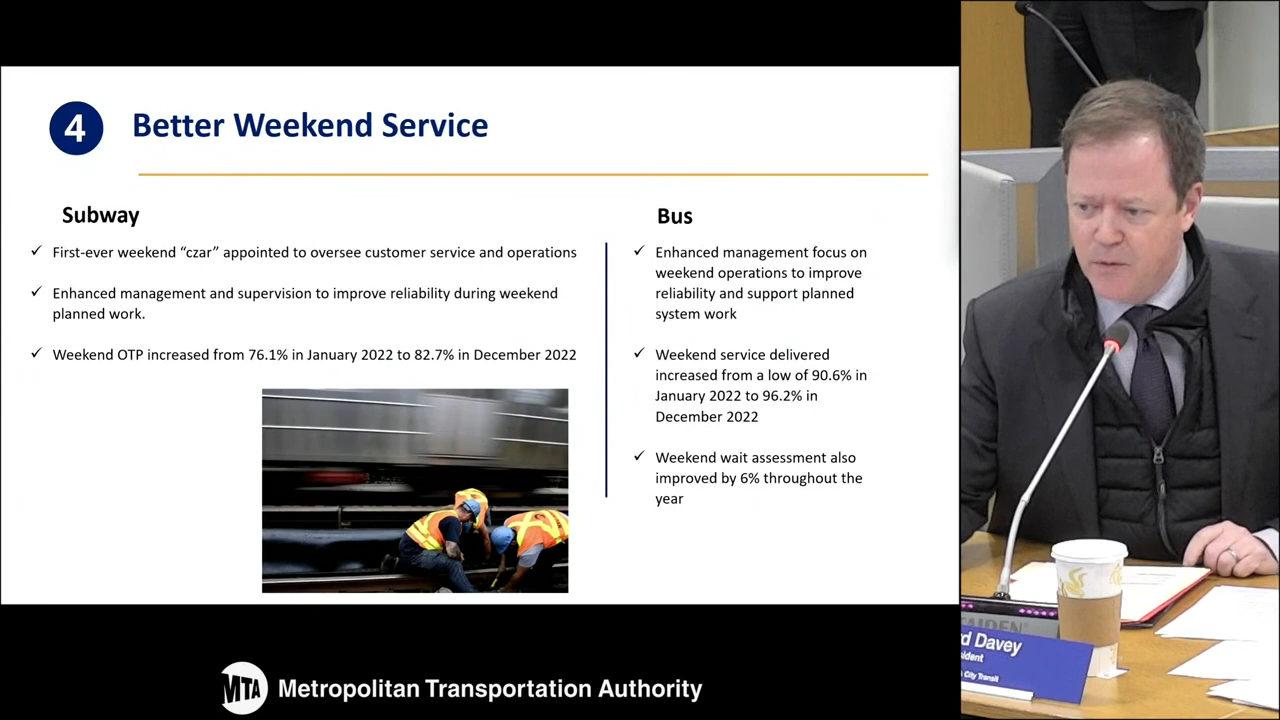 4
Better Weekend Service
Subway
✓ First-ever weekend “czar” appointed to oversee customer service and operations
✓ Enhanced management and supervision to improve reliability during weekend
planned work.
✓ Weekend OTP increased from 76.1% in January 2022 to 82.7% in December 2022
Bus
✓ Enhanced management focus on
weekend operations to improve
reliability and support planned
system work
✓ Weekend service delivered
increased from a low of 90.6% in
January 2022 to 96.2% in
December 2022
✓ Weekend wait assessment also
improved by 6% throughout the
year
rd Davey
sident
City Transit
MTA Metropolitan Transportation Authority